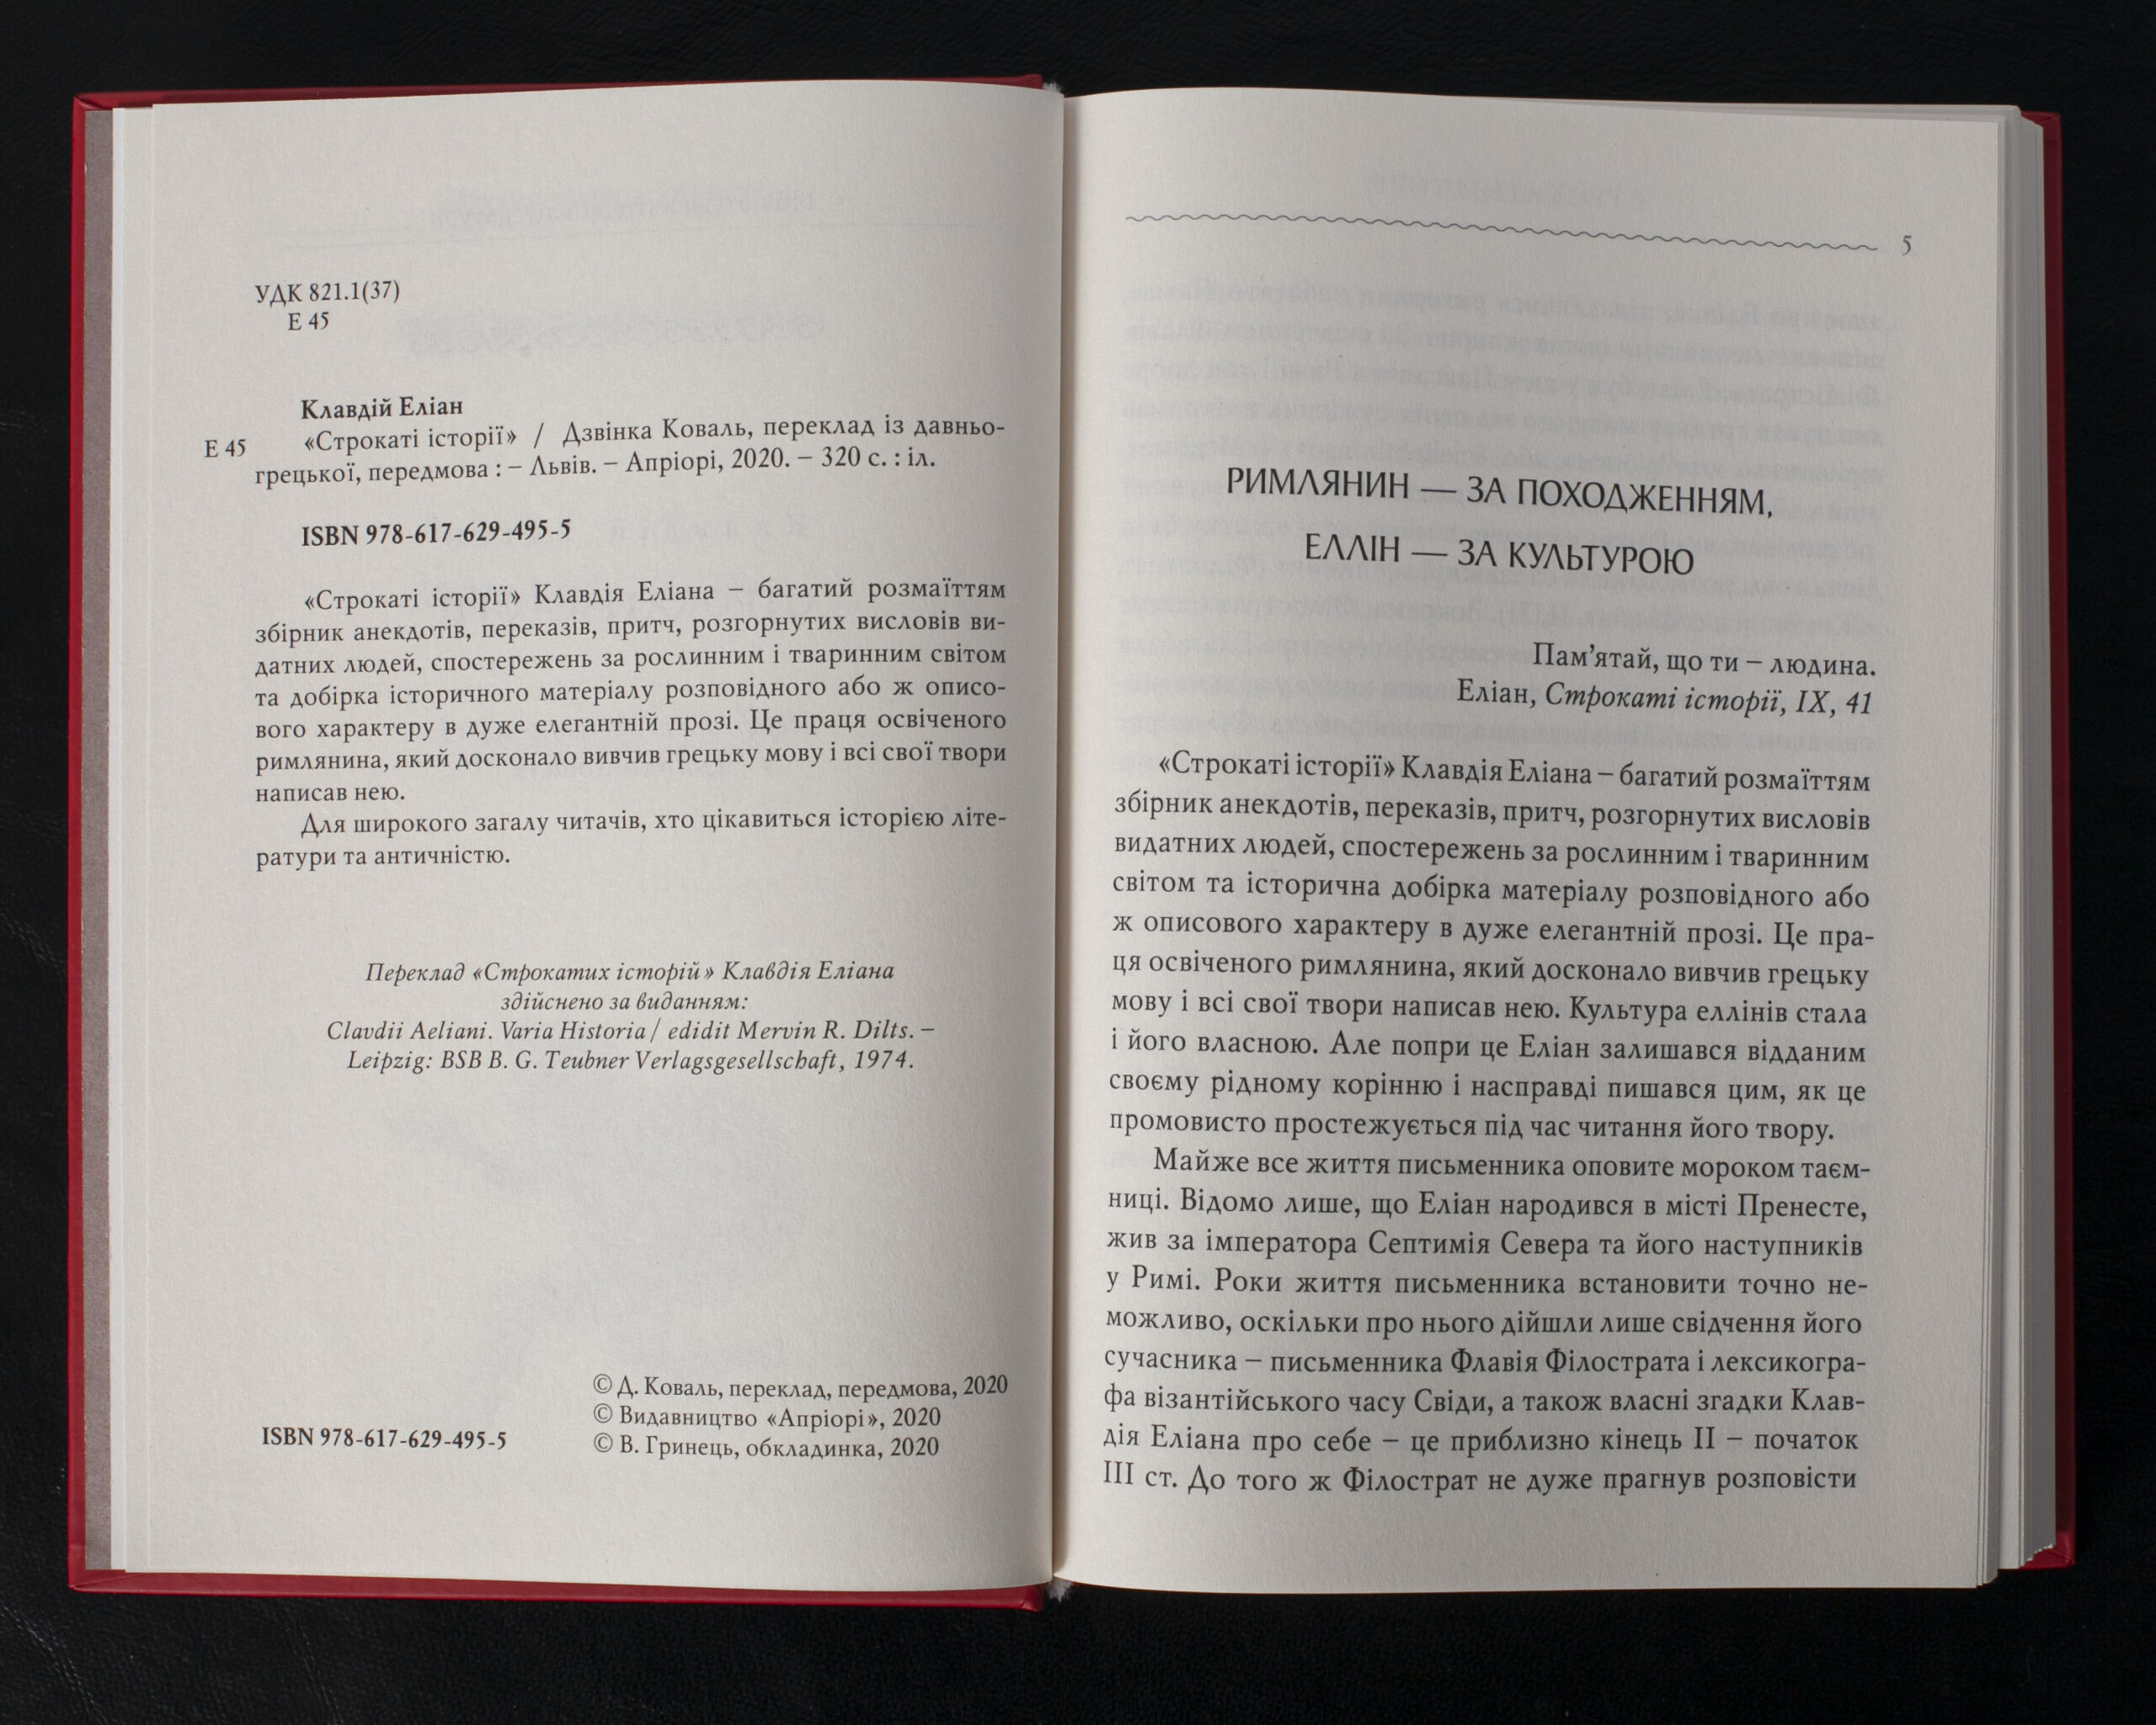 УДК 821.1(37)
Е 45
Клавдій Еліан
Е 45 «Строкаті історії» / Дзвінка Коваль, переклад із давньо-
грецької, передмова : – Львів. – Апріорі, 2020. – 320 с. : іл.
ISBN 978-617-629-495-5
«Строкаті історії» Клавдія Еліана – багатий розмаїттям
збірник анекдотів, переказів, притч, розгорнутих висловів ви-
датних людей, спостережень за рослинним і тваринним світом
та добірка історичного матеріалу розповідного або ж описо-
вого характеру в дуже елегантній прозі. Це праця освіченого
римлянина, який досконало вивчив грецьку мову і всі свої твори
написав нею.
Для широкого загалу читачів, хто цікавиться історією літе-
ратури та античністю.
Переклад «Строкатих історій» Клавдія Еліана
здійснено за виданням:
Clavdii Aeliani. Varia Historia / edidit Mervin R. Dilts. –
Leipzig: BSB B. G. Teubner Verlagsgesellschaft, 1974.
© Д. Коваль, переклад, передмова, 2020
© Видавництво «Апріорі», 2020
ISBN 978-617-629-495-5 © В. Гринець, обкладинка, 2020
5
РИМЛЯНИН — ЗА ПОХОДЖЕННЯМ,
ЕЛЛІН — ЗА КУЛЬТУРОЮ
Пам’ятай, що ти – людина.
Еліан, Строкаті історії, IX, 41
«Строкаті історії» Клавдія Еліана – багатий розмаїттям
збірник анекдотів, переказів, притч, розгорнутих висловів
видатних людей, спостережень за рослинним і тваринним
світом та історична добірка матеріалу розповідного або
ж описового характеру в дуже елегантній прозі. Це пра-
ця освіченого римлянина, який досконало вивчив грецьку
мову і всі свої твори написав нею. Культура еллінів стала
і його власною. Але попри це Еліан залишався відданим
своєму рідному корінню і насправді пишався цим, як це
промовисто простежується під час читання його твору.
Майже все життя письменника оповите мороком таєм-
ниці. Відомо лише, що Еліан народився в місті Пренесте,
жив за імператора Септимія Севера та його наступників
у Римі. Роки життя письменника встановити точно не-
можливо, оскільки про нього дійшли лише свідчення його
сучасника – письменника Флавія Філострата і лексикогра-
фа візантійського часу Свіди, а також власні згадки Клав-
дія Еліана про себе – це приблизно кінець II – початок
III ст. До того ж Філострат не дуже прагнув розповісти